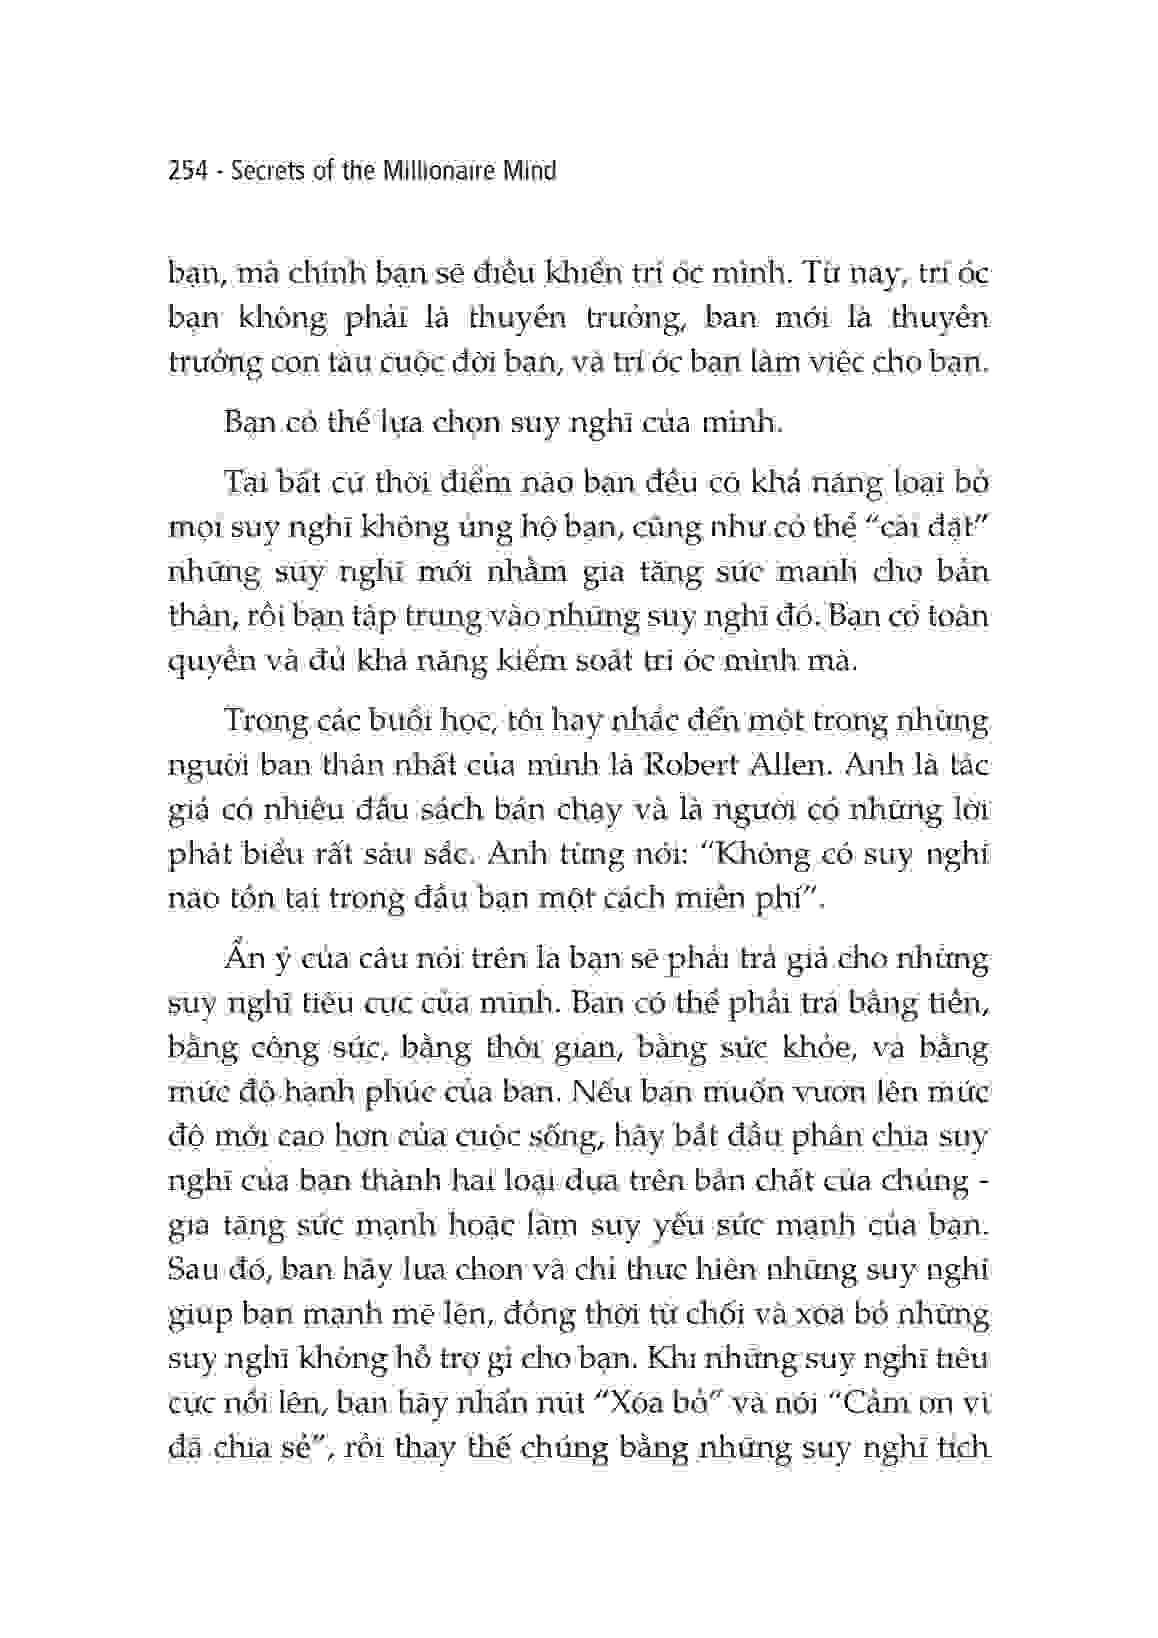 254 - Secrets of the Millionaire Mind
bạn, mà chính bạn sẽ điều khiển trí óc mình. Từ nay, trí óc
bạn không phải là thuyền trưởng, bạn mới là thuyền
trưởng con tàu cuộc đời bạn, và trí óc bạn làm việc cho bạn.
Bạn có thể lựa chọn suy nghĩ của mình.
Tại bất cứ thời điểm nào bạn đều có khả năng loại bỏ
mọi suy nghĩ không ủng hộ bạn, cũng như có thể “cài đặt”
những suy nghĩ mới nhằm gia tăng sức mạnh cho bản
thân, rồi bạn tập trung vào những suy nghĩ đó. Bạn có toàn
quyền và đủ khả năng kiểm soát trí óc mình mà.
Trong các buổi học, tôi hay nhắc đến một trong những
người bạn thân nhất của mình là Robert Allen. Anh là tác
giả có nhiều đầu sách bán chạy và là người có những lời
phát biểu rất sâu sắc. Anh từng nói: “Không có suy nghĩ
nào tồn tại trong đầu bạn một cách miễn phí”.
Ẩn ý của câu nói trên là bạn sẽ phải trả giá cho những
suy nghĩ tiêu cực của mình. Bạn có thể phải trả bằng tiền,
bằng công sức, bằng thời gian, bằng sức khỏe, và bằng
mức độ hạnh phúc của bạn. Nếu bạn muốn vươn lên mức
độ mới cao hơn của cuộc sống, hãy bắt đầu phân chia suy
nghĩ của bạn thành hai loại dựa trên bản chất của chúng -
gia tăng sức mạnh hoặc làm suy yếu sức mạnh của bạn.
Sau đó, bạn hãy lựa chọn và chỉ thực hiện những suy nghĩ
giúp bạn mạnh mẽ lên, đồng thời từ chối và xóa bỏ những
suy nghĩ không hỗ trợ gì cho bạn. Khi những suy nghĩ tiêu
cực nổi lên, bạn hãy nhấn nút “Xóa bỏ” và nói “Cảm ơn vì
đã chia sẻ”, rồi thay thế chúng bằng những suy nghĩ tích